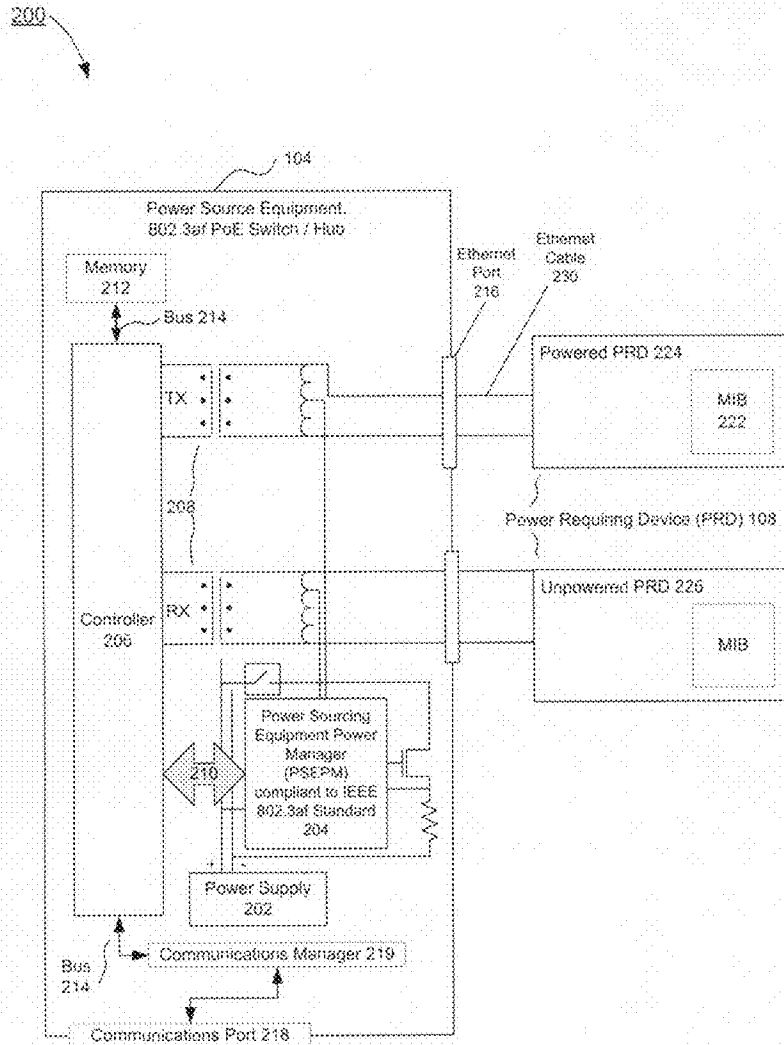 200
104
Power Source Equipment.
802.3af PoE Switch / Hub
Memory
212
Bus 214
Ethernet
Port
216
Ethernet
Cable
230
Powered PRD 224
MIB
222
TX
208
Power Requiring Device (PRD) 108
Unpowered PRD 226
MIB
RX
Controller
206
Power Sourcing
Equipment Power
Manager
(PSEPM)
compliant to IEEE
802.3af Standard
204
210
+ -
Power Supply
202
Bus
214
Communications Manager 219
Communications Port 218